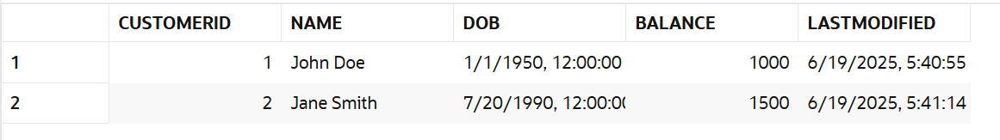 CUSTOMERID NAME DOB BALANCE LASTMODIFIED
1 1 John Doe 1/1/1950, 12:00:00 1000 6/19/2025, 5:40:55
2 2 Jane Smith 7/20/1990, 12:00:00 1500 6/19/2025, 5:41:14